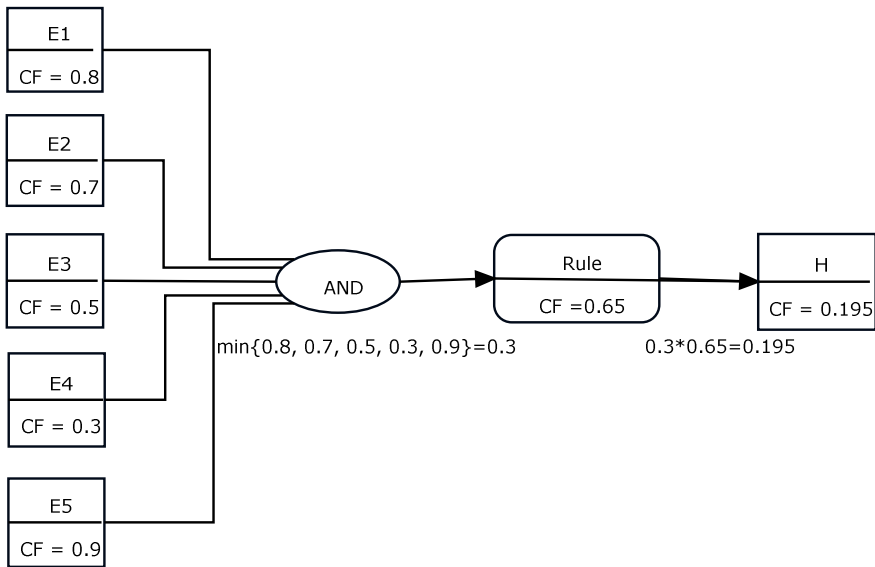 E1
CF = 0.8
E2
CF = 0.7
E3
CF = 0.5
E4
CF = 0.3
E5
CF = 0.9
AND
min{0.8, 0.7, 0.5, 0.3, 0.9}=0.3
Rule
CF =0.65
0.3*0.65=0.195
H
CF = 0.195